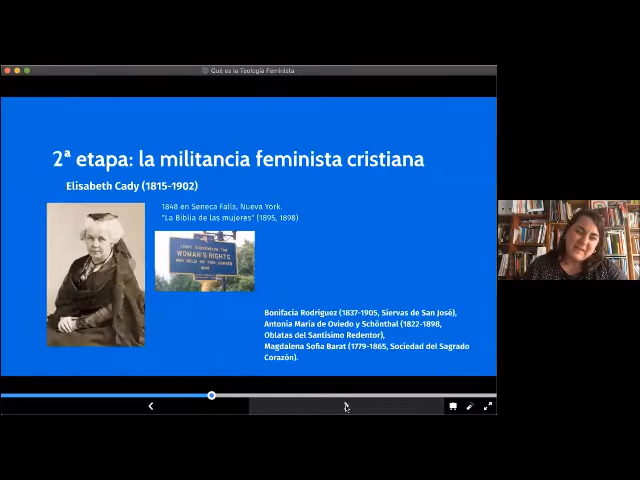 Qué es la Teología Feminista
2ª etapa: la militancia feminista cristiana
Elisabeth Cady (1815-1902)
1848 en Seneca Falls, Nueva York.
"La Biblia de las mujeres" (1895, 1898)
WOMAN'S RIGHTS
Bonifacia Rodríguez (1837-1905, Siervas de San José),
Antonia María de Oviedo y Schönthal (1822-1898,
Oblatas del Santísimo Redentor),
Magdalena Sofia Barat (1779-1865, Sociedad del Sagrado
Corazón).